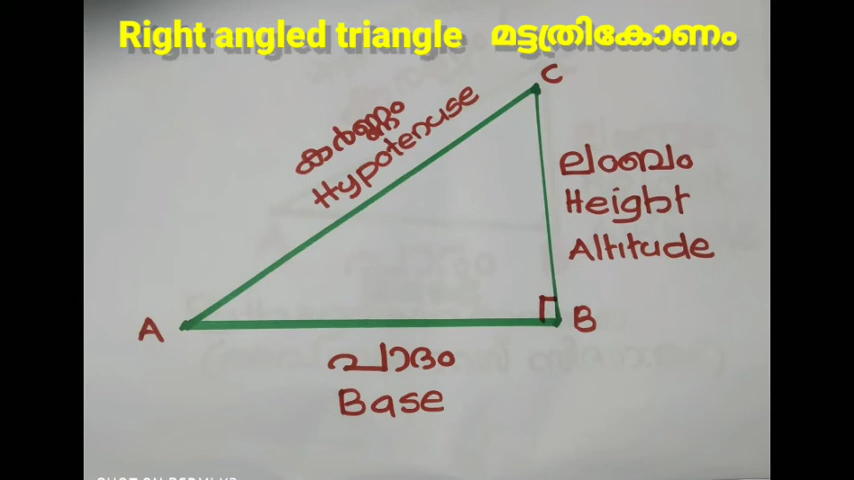 Right angled triangle മട്ടത്രികോണം
C
കർണ്ണം
Hypotenuse
ലംബം
Height
Altitude
A
B
പാദം
Base